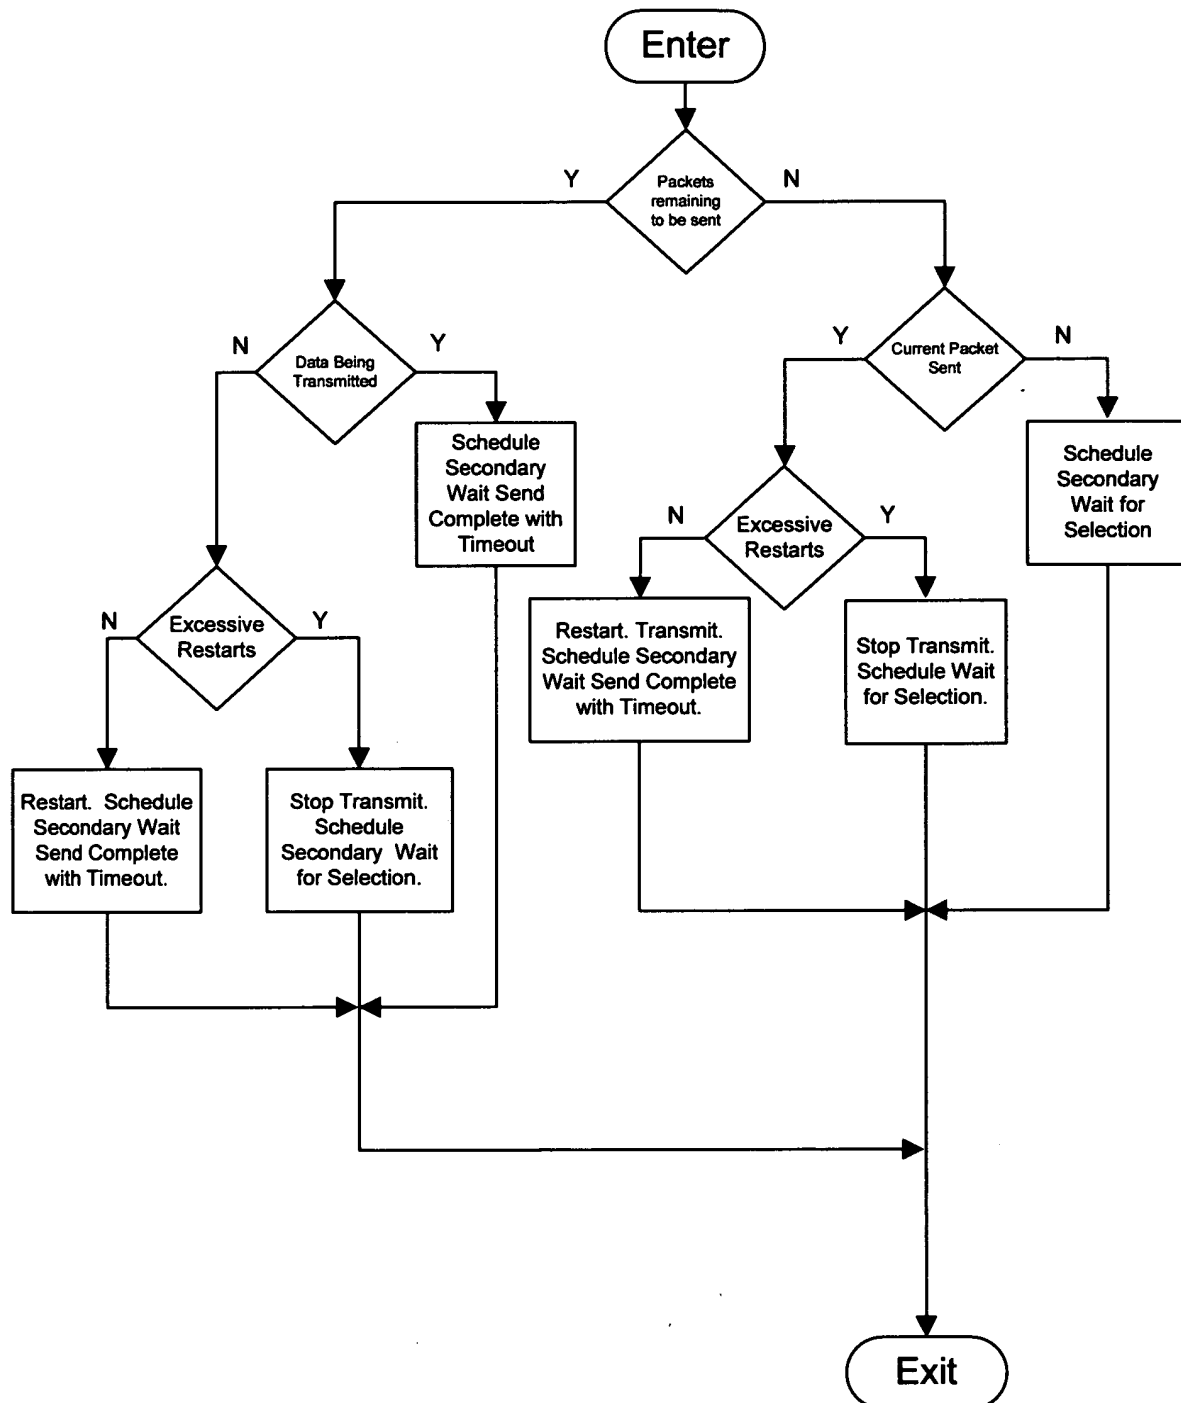 Enter
Y
N
Packets
remaining
to be sent
N
Y
Data Being
Transmitted
Y
N
Current Packet
Sent
Schedule
Secondary
Wait Send
Complete with
Timeout
Schedule
Secondary
Wait for
Selection
N
Y
Excessive
Restarts
N
Y
Excessive
Restarts
Restart. Transmit.
Schedule Secondary
Wait Send Complete
with Timeout.
Stop Transmit.
Schedule Wait
for Selection.
Restart. Schedule
Secondary Wait
Send Complete
with Timeout.
Stop Transmit.
Schedule
Secondary Wait
for Selection.
Exit